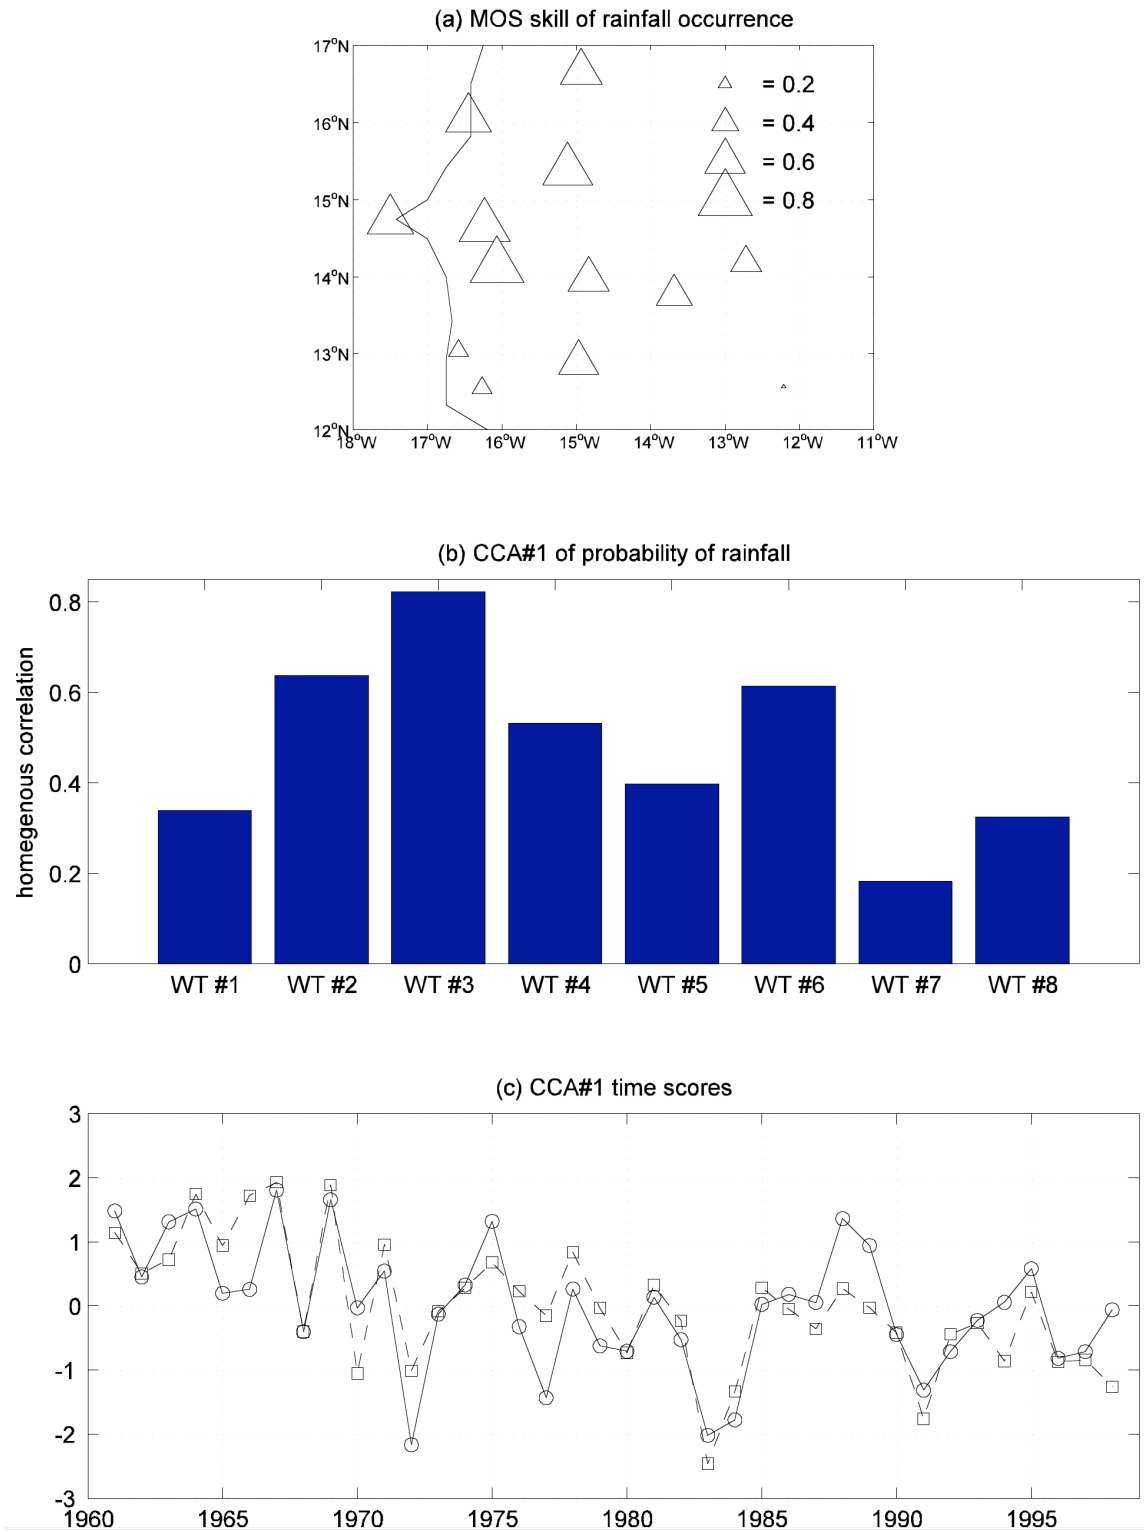 (a) MOS skill of rainfall occurrence
17°N
16°N
15°N
14°N
13°N
12°N
= 0.2
= 0.4
= 0.6
= 0.8
18°W 17°W 16°W 15°W 14°W 13°W 12°W 11°W
(b) CCA#1 of probability of rainfall
homegenous correlation
0.8
0.6
0.4
0.2
0
WT #1 WT #2 WT #3 WT #4 WT #5 WT #6 WT #7 WT #8
(c) CCA#1 time scores
3
2
1
0
-1
-2
-3
1960 1965 1970 1975 1980 1985 1990 1995